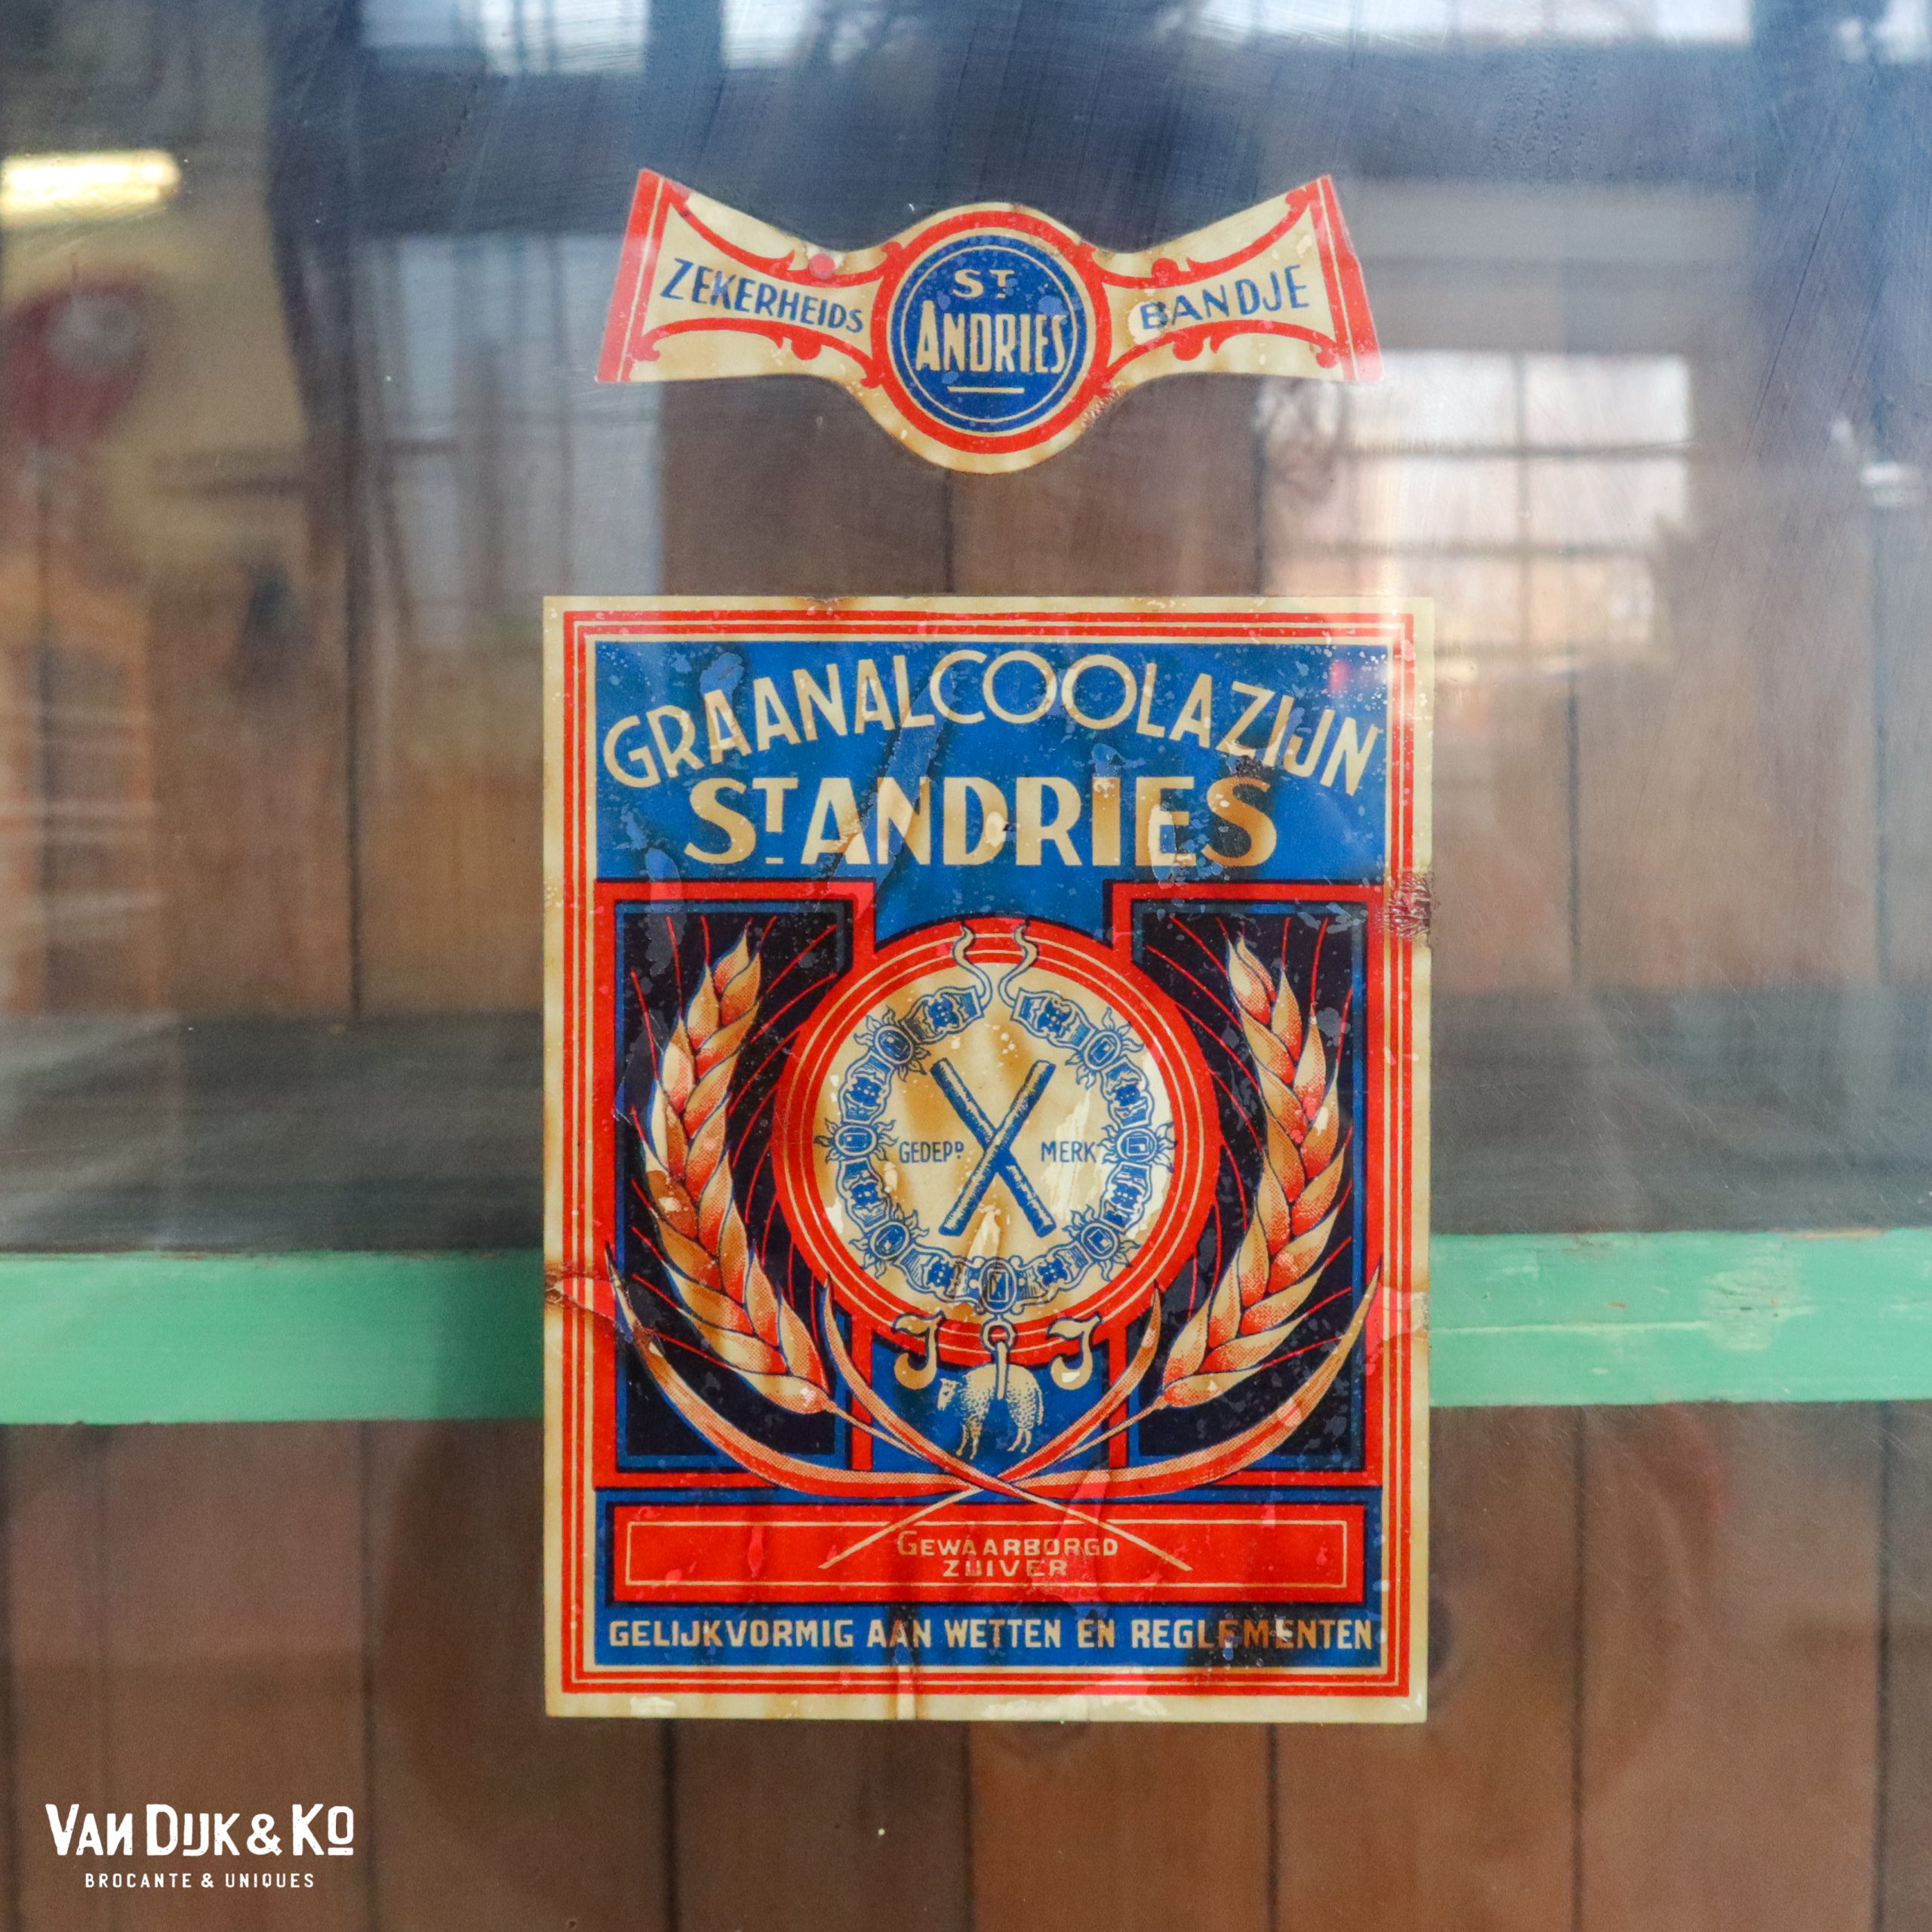 ZEKERHEIDS ST ANDRIES BANDJE
GRAANALCOOLAZIJN
ST ANDRIES
GEDEPD MERK
J J
GEWAARBORGD
ZUIVER
GELIJKVORMIG AAN WETTEN EN REGLEMENTEN
VAN DIJK & KO
BROCANTE & UNIQUES